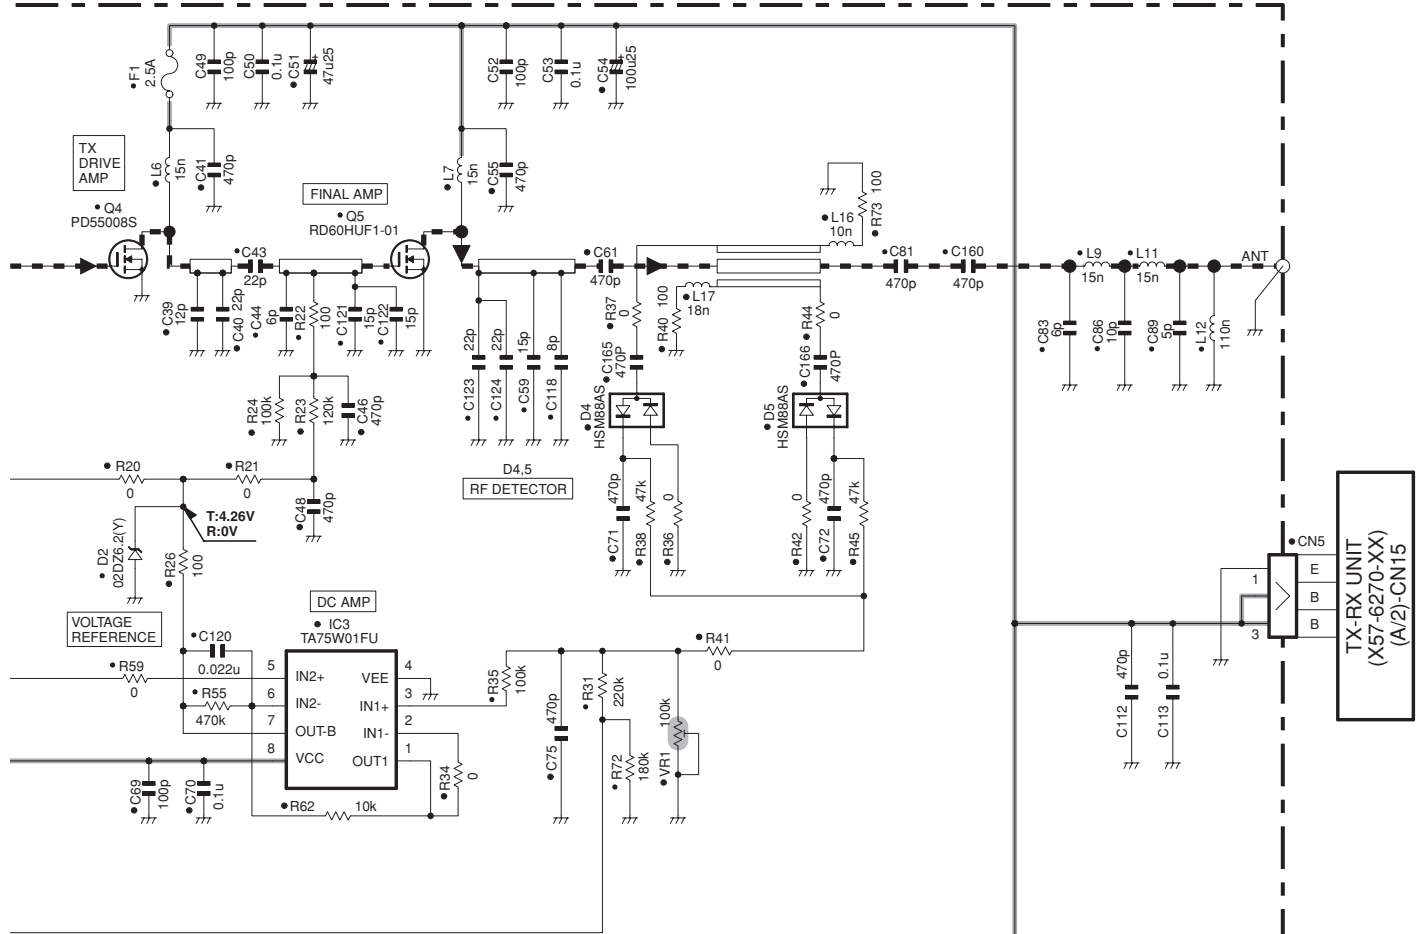 F1
2.5A
C49
100p
C50
0.1u
C51
47u25
+
C52
100p
C53
0.1u
C54
100u25
+
TX
DRIVE
AMP
L6
15n
C41
470p
FINAL AMP
L7
15n
C55
470p
Q4
PD55008S
Q5
RD60HUF1-01
L16
10n
R73
100
C43
22p
C61
470p
C81
470p
C160
470p
L9
15n
L11
15n
ANT
C39
12p
C40
22p
C44
6p
R22
100
C121
15p
C122
15p
R37
0
R40
100
L17
18n
R44
0
C83
6p
C86
10p
C89
5p
L12
110n
C123
22p
C124
22p
C59
15p
C118
8p
C165
470P
C166
470P
R24
100k
R23
120k
C46
470p
D4
HSM88AS
D5
HSM88AS
R20
0
R21
0
D4,5
RF DETECTOR
T:4.26V
R:0V
C48
470p
C71
470p
R38
47k
R36
0
R42
0
C72
470p
R45
47k
D2
02DZ6.2(Y)
R26
100
CN5
1
3
E
B
B
TX-RX UNIT
(X57-6270-XX)
(A/2)-CN15
VOLTAGE
REFERENCE
DC AMP
IC3
TA75W01FU
C120
0.022u
R59
0
R55
470k
5
6
7
8
IN2+
IN2-
OUT-B
VCC
VEE
IN1+
IN1-
OUT1
4
3
2
1
R35
100k
R41
0
C75
470p
R31
220k
R72
180k
VR1
100k
C112
470p
C113
0.1u
C69
100p
C70
0.1u
R62
10k
R34
0